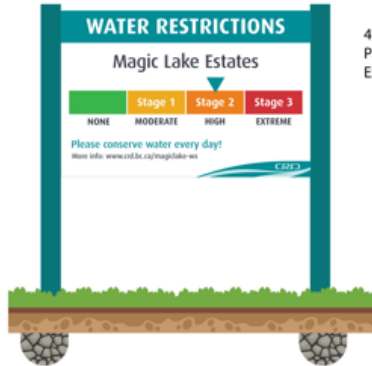 WATER RESTRICTIONS
Magic Lake Estates
Stage 1 Stage 2 Stage 3
NONE MODERATE HIGH EXTREME
Please conserve water every day!
More info: www.crd.bc.ca/magiclake-ws
CRD
4
P
E